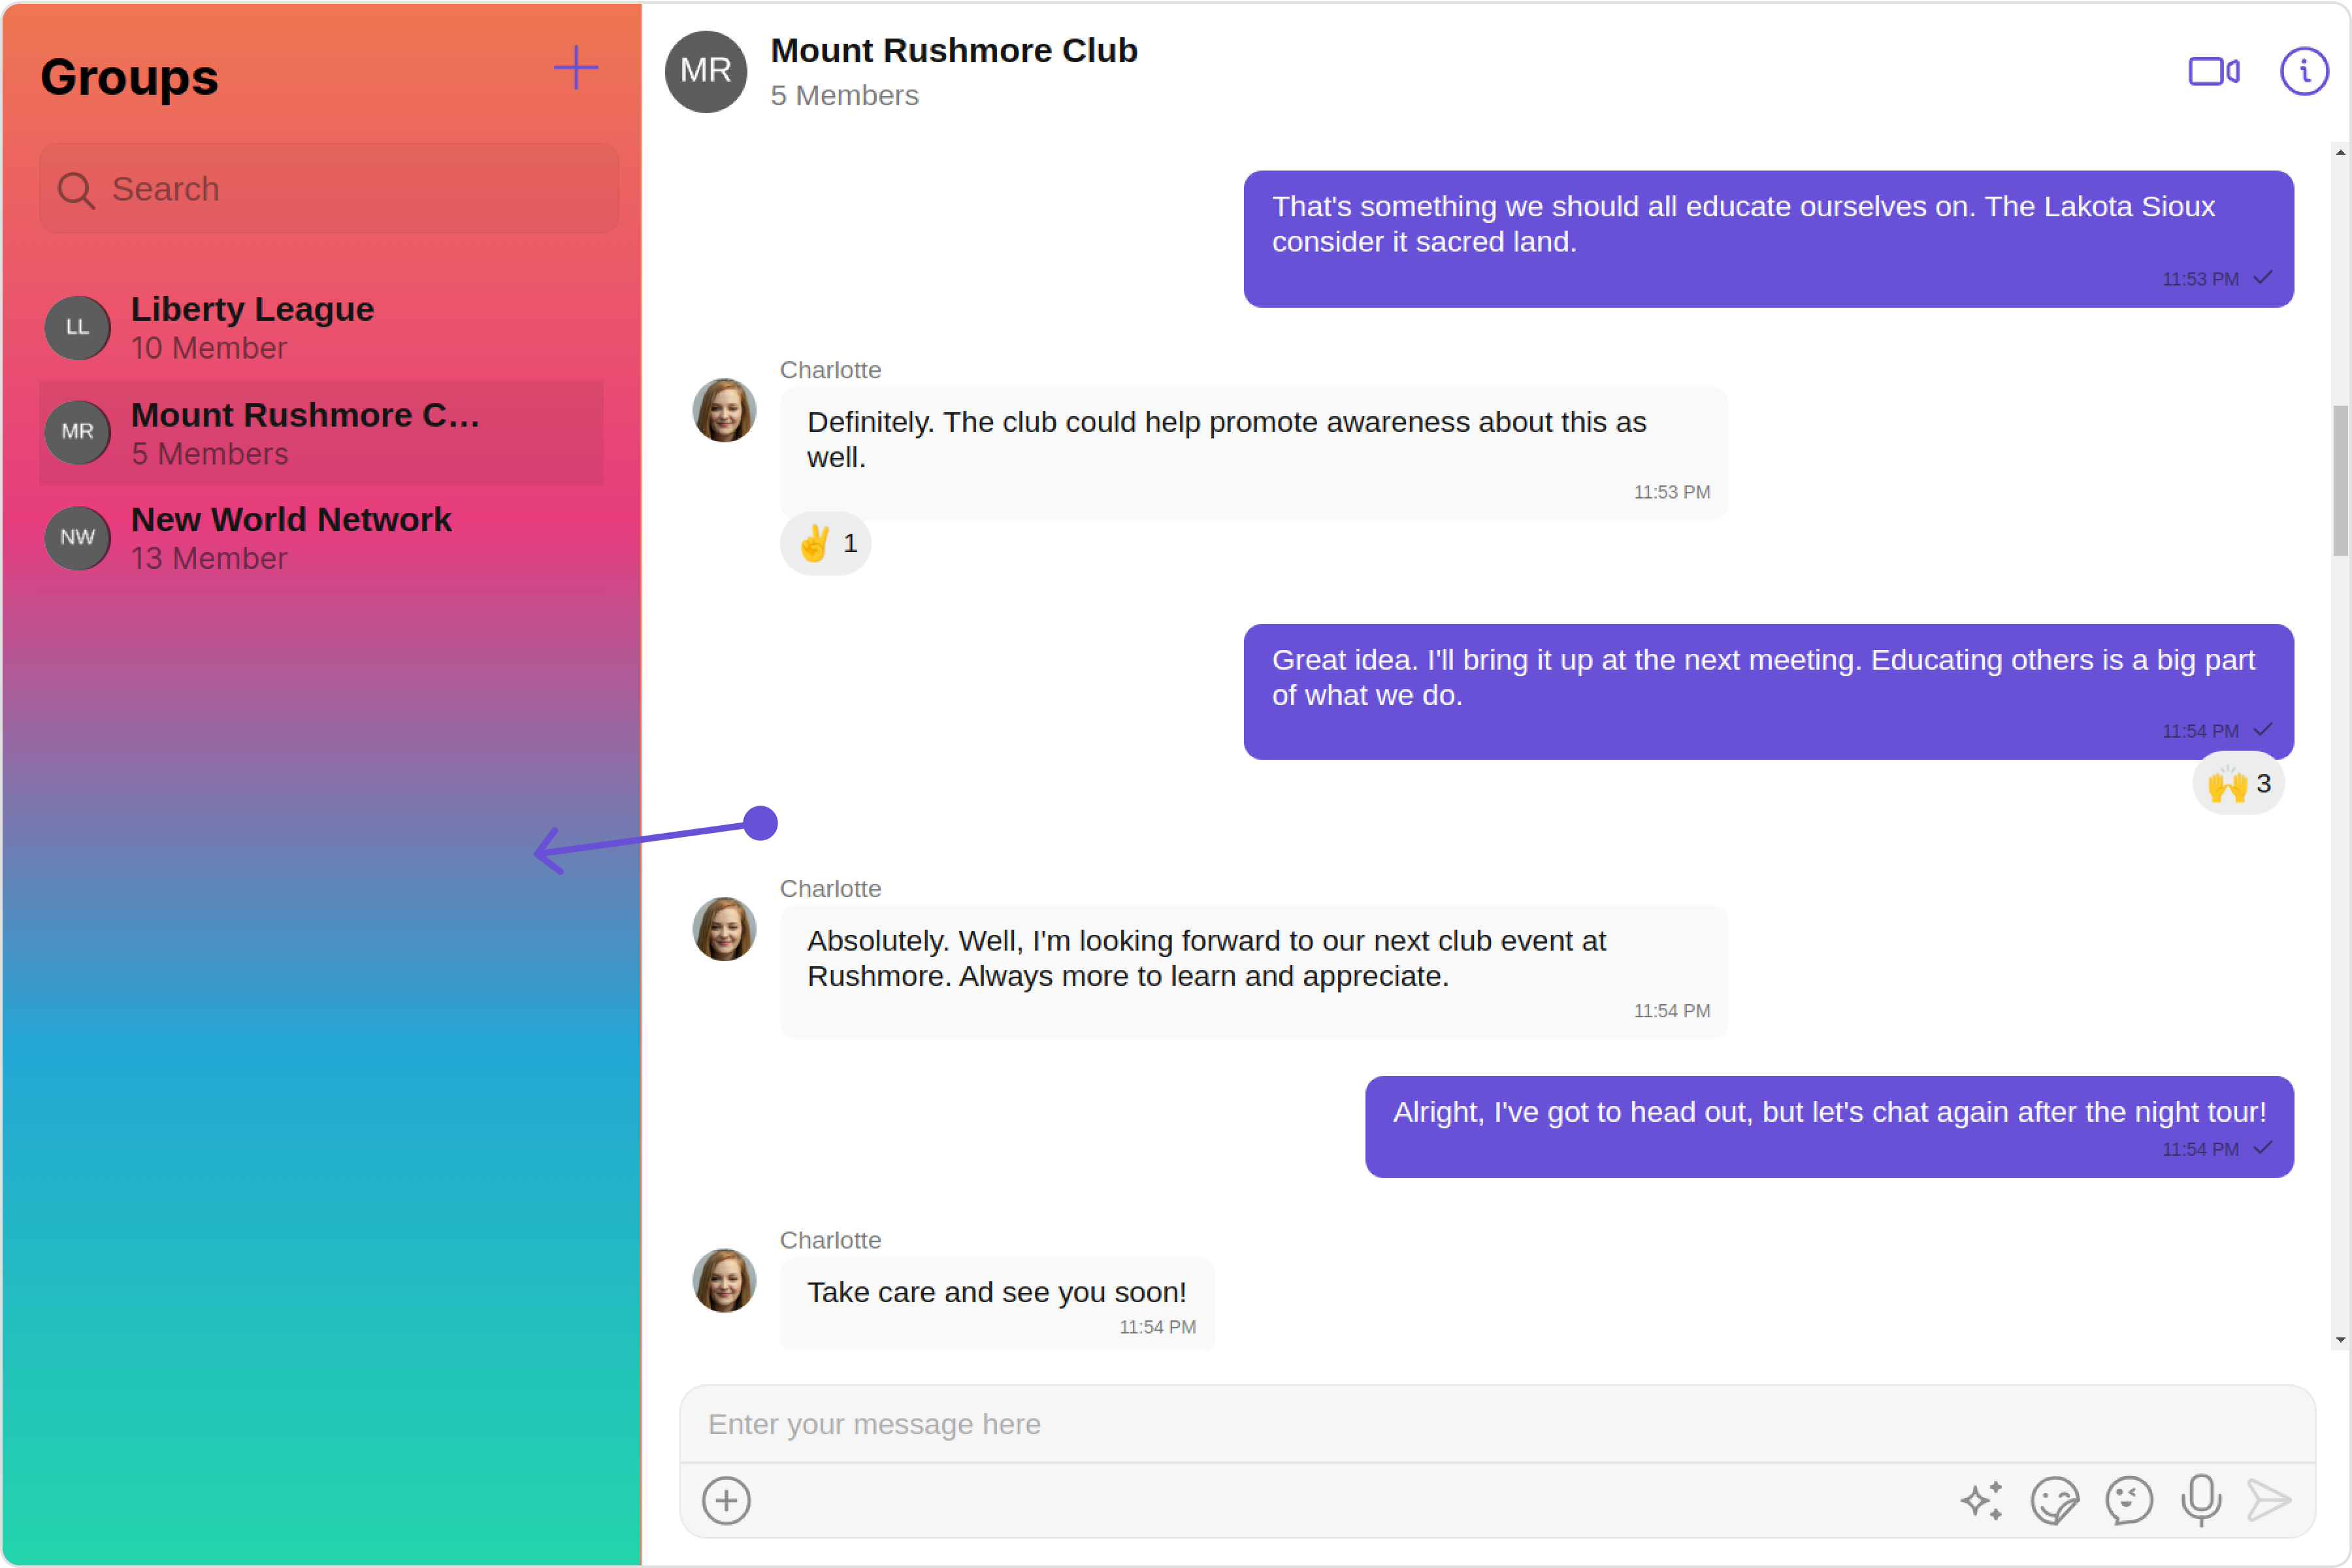 Groups
Search
LL
Liberty League
10 Member
MR
Mount Rushmore C...
5 Members
NW
New World Network
13 Member
MR
Mount Rushmore Club
5 Members
That's something we should all educate ourselves on. The Lakota Sioux
consider it sacred land.
11:53 PM
Charlotte
Definitely. The club could help promote awareness about this as
well.
11:53 PM
✌️ 1
Great idea. I'll bring it up at the next meeting. Educating others is a big part
of what we do.
11:54 PM
🙌 3
Charlotte
Absolutely. Well, I'm looking forward to our next club event at
Rushmore. Always more to learn and appreciate.
11:54 PM
Alright, I've got to head out, but let's chat again after the night tour!
11:54 PM
Charlotte
Take care and see you soon!
11:54 PM
Enter your message here